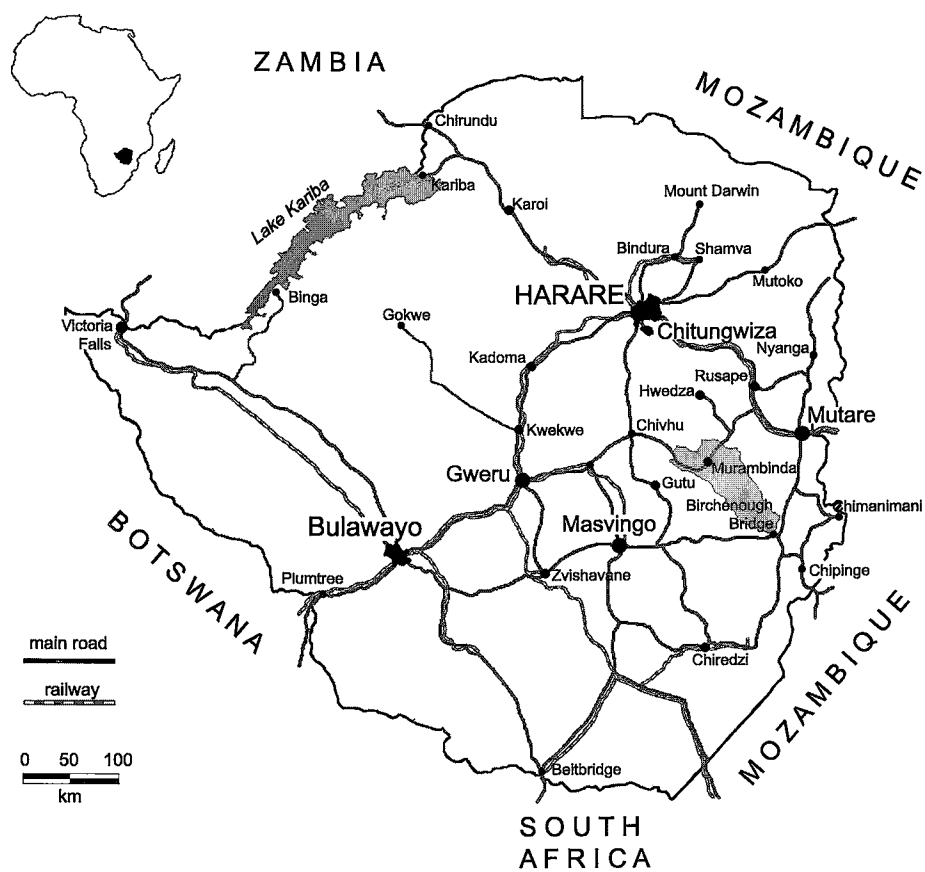 ZAMBIA
MOZAMBIQUE
Chirundu
Lake Kariba
Kariba
Karoi
Mount Darwin
Bindura
Shamva
Mutoko
Binga
HARARE
Chitungwiza
Gokwe
Victoria
Falls
Kadoma
Nyanga
Rusape
Hwedza
Mutare
Kwekwe
Chivhu
Murambinda
Gweru
Gutu
Birchenough
Bridge
Chimanimani
Bulawayo
Masvingo
BOTSWANA
Plumtree
Zvishavane
Chipinge
main road
Chiredzi
MOZAMBIQUE
railway
0 50 100
km
Beitbridge
SOUTH
AFRICA